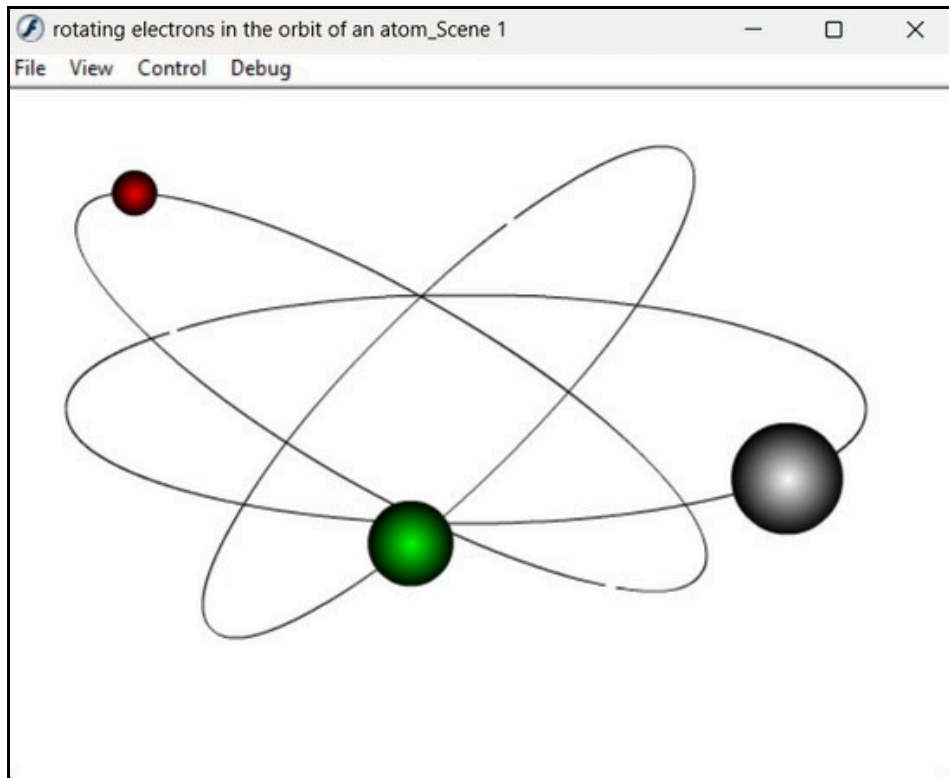 rotating electrons in the orbit of an atom_Scene 1
File View Control Debug